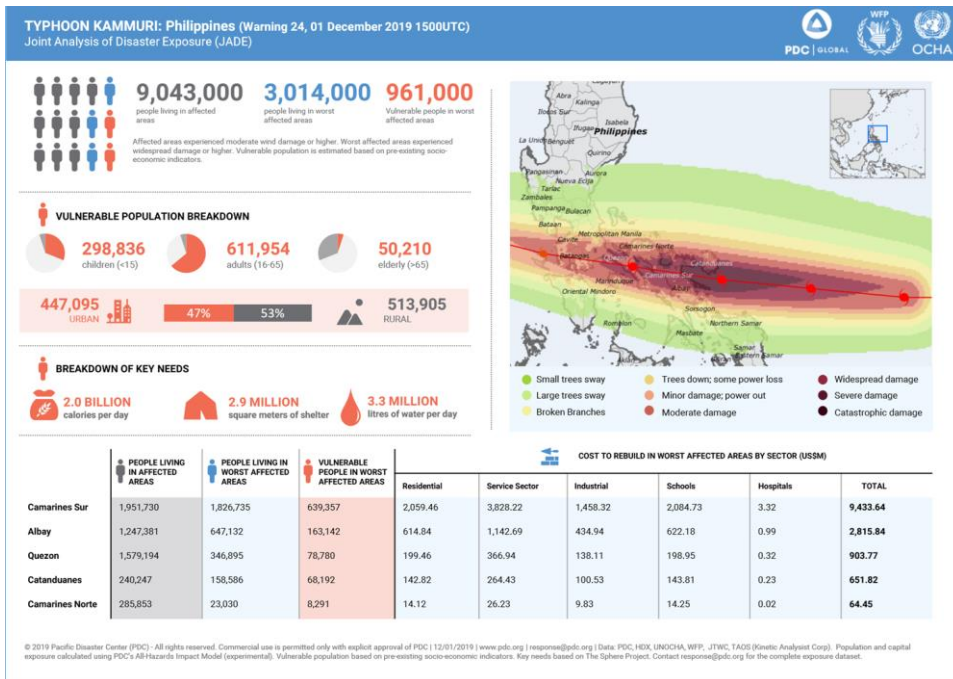 TYPHOON KAMMURI: Philippines (Warning 24, 01 December 2019 1500UTC)
Joint Analysis of Disaster Exposure (JADE)
PDC | GLOBAL
WFP
OCHA
9,043,000
people living in affected
areas
3,014,000
people living in worst
affected areas
961,000
Vulnerable people in worst
affected areas
Affected areas experienced moderate wind damage or higher. Worst affected areas experienced
widespread damage or higher. Vulnerable population is estimated based on pre-existing socio-
economic indicators.
VULNERABLE POPULATION BREAKDOWN
298,836
children (<15)
611,954
adults (16-65)
50,210
elderly (>65)
447,095
URBAN
47%
53%
513,905
RURAL
BREAKDOWN OF KEY NEEDS
2.0 BILLION
calories per day
2.9 MILLION
square meters of shelter
3.3 MILLION
litres of water per day
Abra
Kalinga
Ilocos Sur
Isabela
Philippines
Ifugao
La Union
Benguet
Quirino
Pangasinan
Aurora
Nueva Ecija
Tarlac
Zambales
Pampanga
Bulacan
Bataan
Metropolitan Manila
Cavite
Camarines Norte
Batangas
Quezon
Catanduanes
Camarines Sur
Marinduque
Albay
Oriental Mindoro
Sorsogon
Romblon
Northern Samar
Masbate
Samar
Eastern Samar
Small trees sway
Large trees sway
Broken Branches
Trees down; some power loss
Minor damage; power out
Moderate damage
Widespread damage
Severe damage
Catastrophic damage
PEOPLE LIVING
IN AFFECTED
AREAS
PEOPLE LIVING IN
WORST AFFECTED
AREAS
VULNERABLE
PEOPLE IN WORST
AFFECTED AREAS
COST TO REBUILD IN WORST AFFECTED AREAS BY SECTOR (US$M)
Residential Service Sector Industrial Schools Hospitals TOTAL
Camarines Sur 1,951,730 1,826,735 639,357 2,059.46 3,828.22 1,458.32 2,084.73 3.32 9,433.64
Albay 1,247,381 647,132 163,142 614.84 1,142.69 434.94 622.18 0.99 2,815.84
Quezon 1,579,194 346,895 78,780 199.46 366.94 138.11 198.95 0.32 903.77
Catanduanes 240,247 158,586 68,192 142.82 264.43 100.53 143.81 0.23 651.82
Camarines Norte 285,853 23,030 8,291 14.12 26.23 9.83 14.25 0.02 64.45
© 2019 Pacific Disaster Center (PDC) - All rights reserved. Commercial use is permitted only with explicit approval of PDC | 12/01/2019 | www.pdc.org | response@pdc.org | Data: PDC, HDX, UNOCHA, WFP, JTWC, TAOS (Kinetic Analysist Corp). Population and capital
exposure calculated using PDC's All-Hazards Impact Model (experimental). Vulnerable population based on pre-existing socio-economic indicators. Key needs based on The Sphere Project. Contact response@pdc.org for the complete exposure dataset.